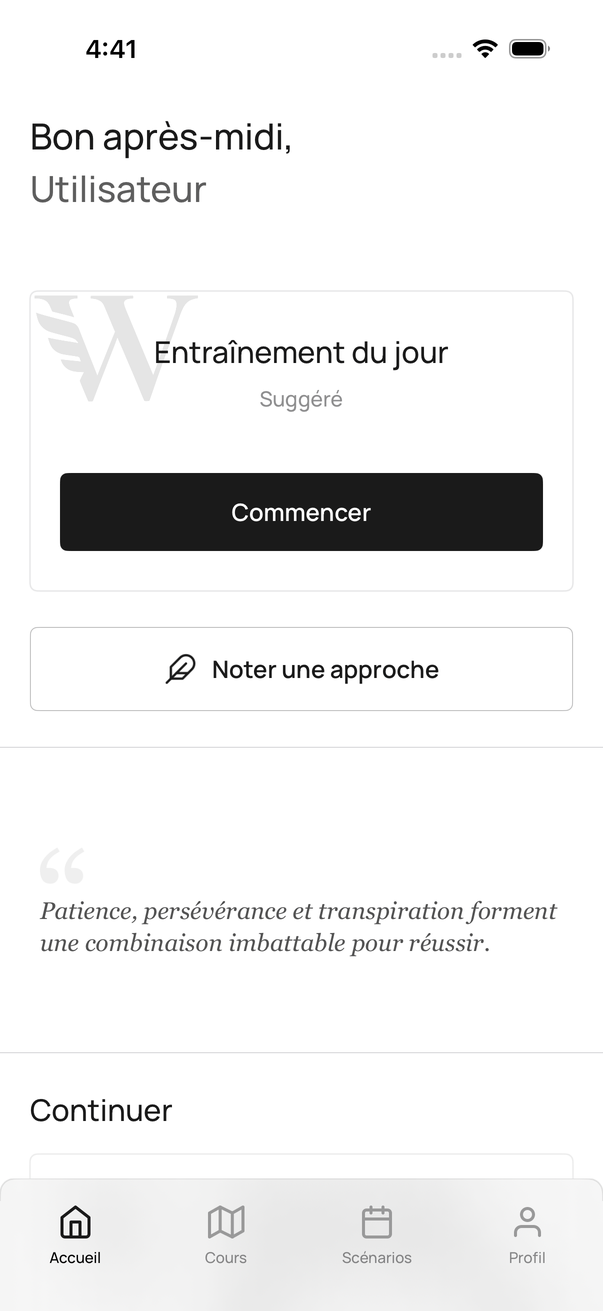 4:41
Bon après-midi,
Utilisateur
W
Entraînement du jour
Suggéré
Commencer
Noter une approche
“
Patience, persévérance et transpiration forment
une combinaison imbattable pour réussir.
Continuer
Accueil
Cours
Scénarios
Profil